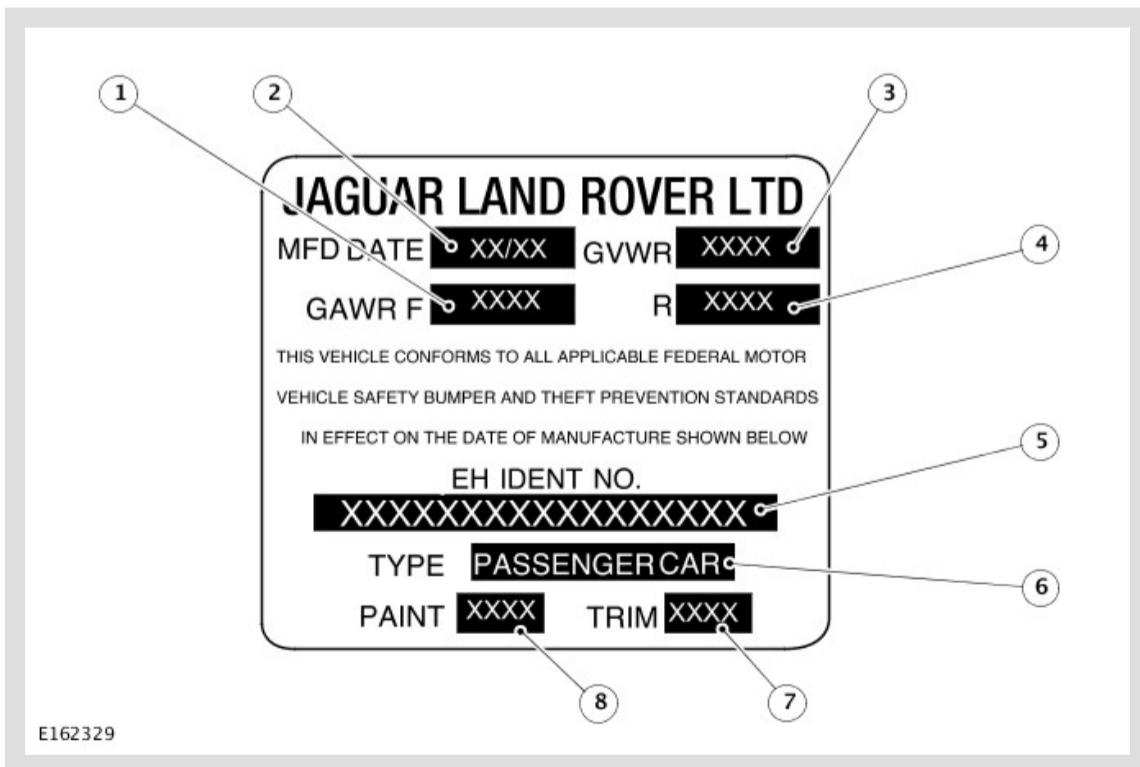 1 2 3
JAGUAR LAND ROVER LTD
MFD DATE XX/XX GVWR XXXX
4
GAWR F XXXX R XXXX
THIS VEHICLE CONFORMS TO ALL APPLICABLE FEDERAL MOTOR
VEHICLE SAFETY BUMPER AND THEFT PREVENTION STANDARDS
IN EFFECT ON THE DATE OF MANUFACTURE SHOWN BELOW
5
EH IDENT NO.
XXXXXXXXXXXXXXXXX
TYPE PASSENGER CAR
6
PAINT XXXX TRIM XXXX
8 7
E162329